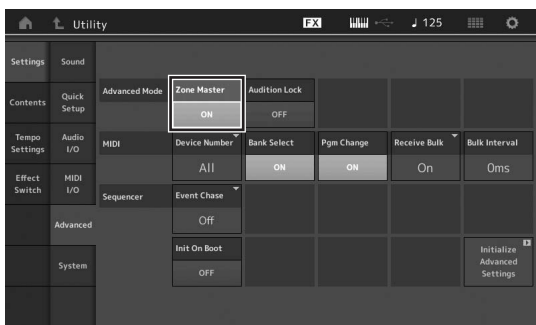 Utility FX ♩ 125
Settings Sound
Contents Quick Setup
Advanced Mode Zone Master Audition Lock
ON OFF
Tempo Settings Audio I/O
MIDI Device Number Bank Select Pgm Change Receive Bulk Bulk Interval
All ON ON On 0ms
Effect Switch MIDI I/O
Sequencer Event Chase
Off
Advanced
Init On Boot
OFF
Initialize Advanced Settings
System